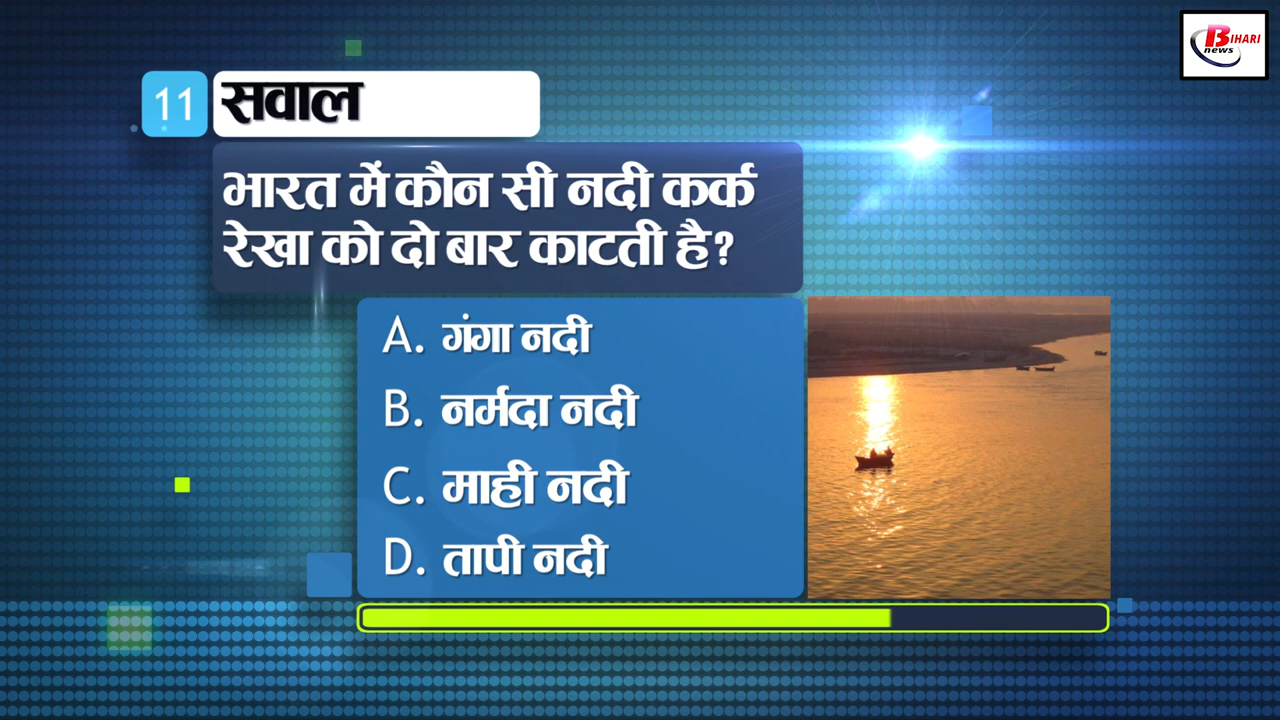 BIHARI
news
11 सवाल
भारत में कौन सी नदी कर्क
रेखा को दो बार काटती है?
A. गंगा नदी
B. नर्मदा नदी
C. माही नदी
D. तापी नदी